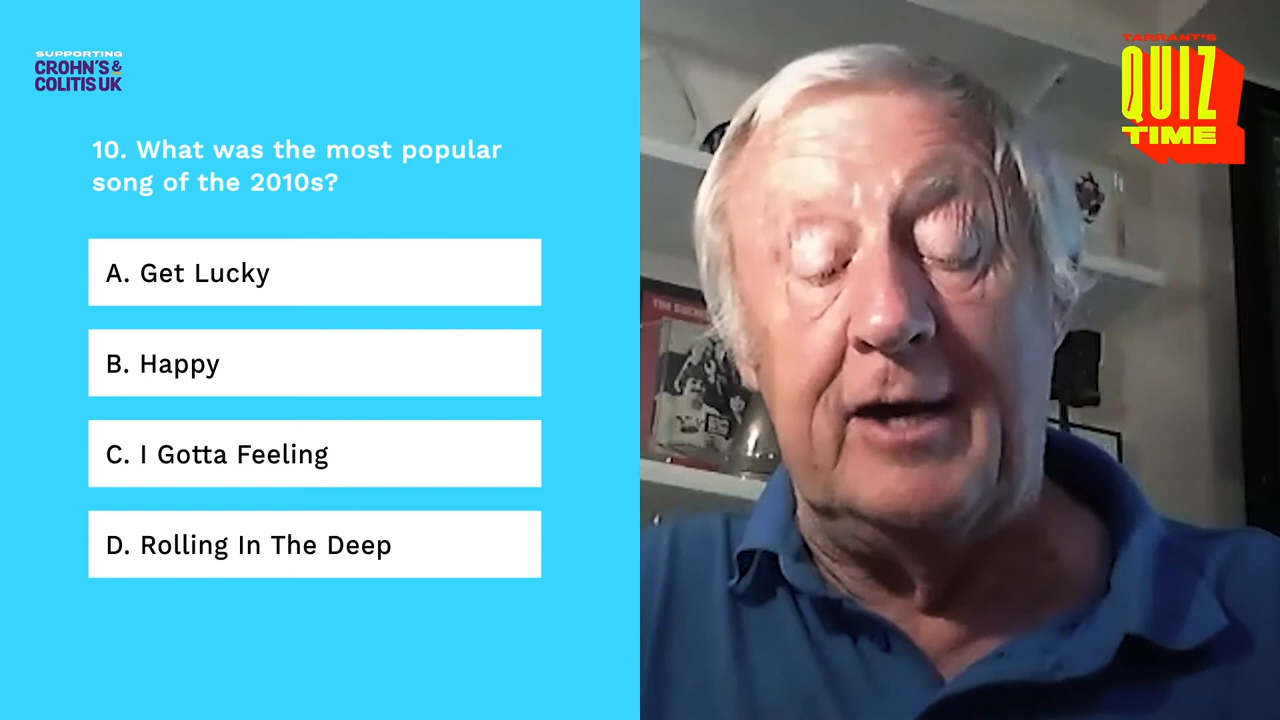 SUPPORTING
CROHN'S &
COLITIS UK
10. What was the most popular
song of the 2010s?
A. Get Lucky
B. Happy
C. I Gotta Feeling
D. Rolling In The Deep
TARRANT'S
QUIZ
TIME